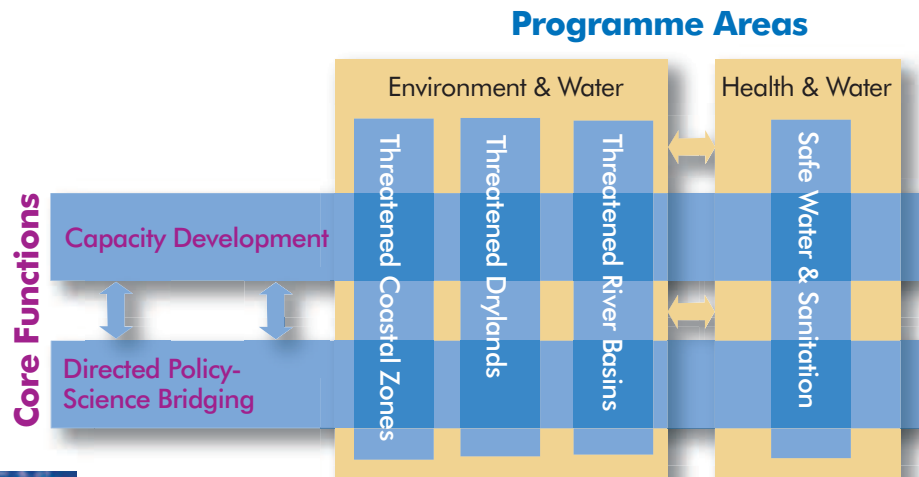 Programme Areas
Environment & Water
Health & Water
Threatened Coastal Zones
Threatened Drylands
Threatened River Basins
Safe Water & Sanitation
Core Functions
Capacity Development
Directed Policy-
Science Bridging